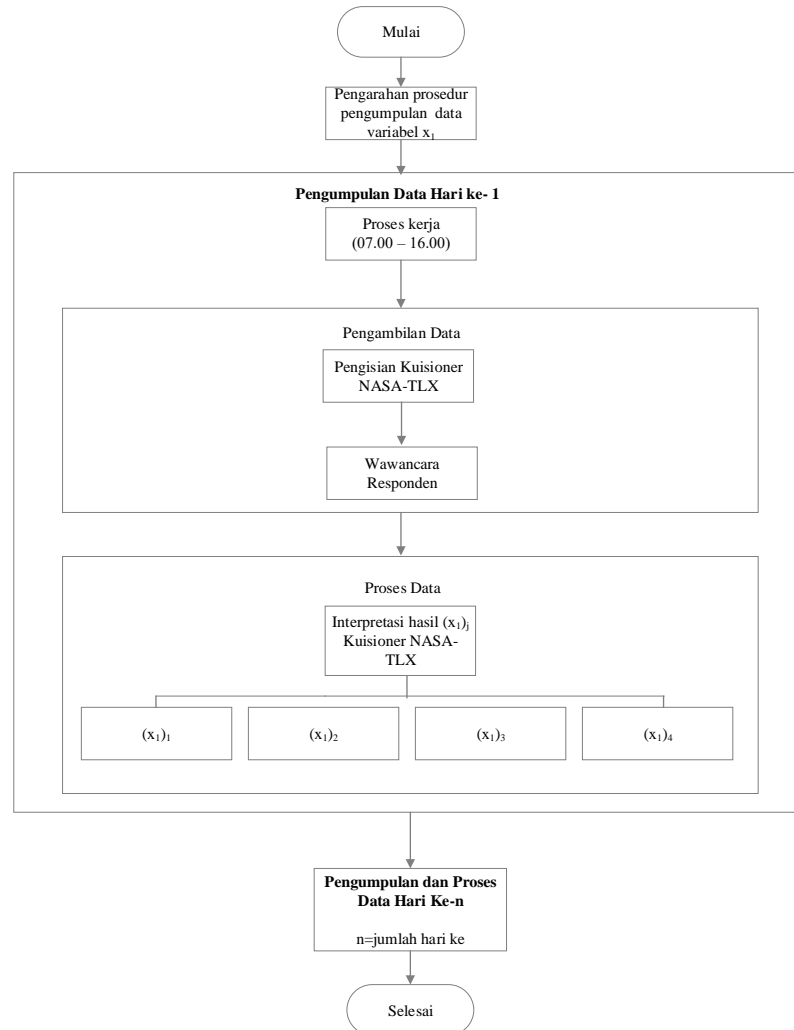 Mulai
Pengarahan prosedur
pengumpulan data
variabel x₁
Pengumpulan Data Hari ke- 1
Proses kerja
(07.00 – 16.00)
Pengambilan Data
Pengisian Kuisioner
NASA-TLX
Wawancara
Responden
Proses Data
Interpretasi hasil (x₁)ⱼ
Kuisioner NASA-
TLX
(x₁)₁
(x₁)₂
(x₁)₃
(x₁)₄
Pengumpulan dan Proses
Data Hari Ke-n
n=jumlah hari ke
Selesai